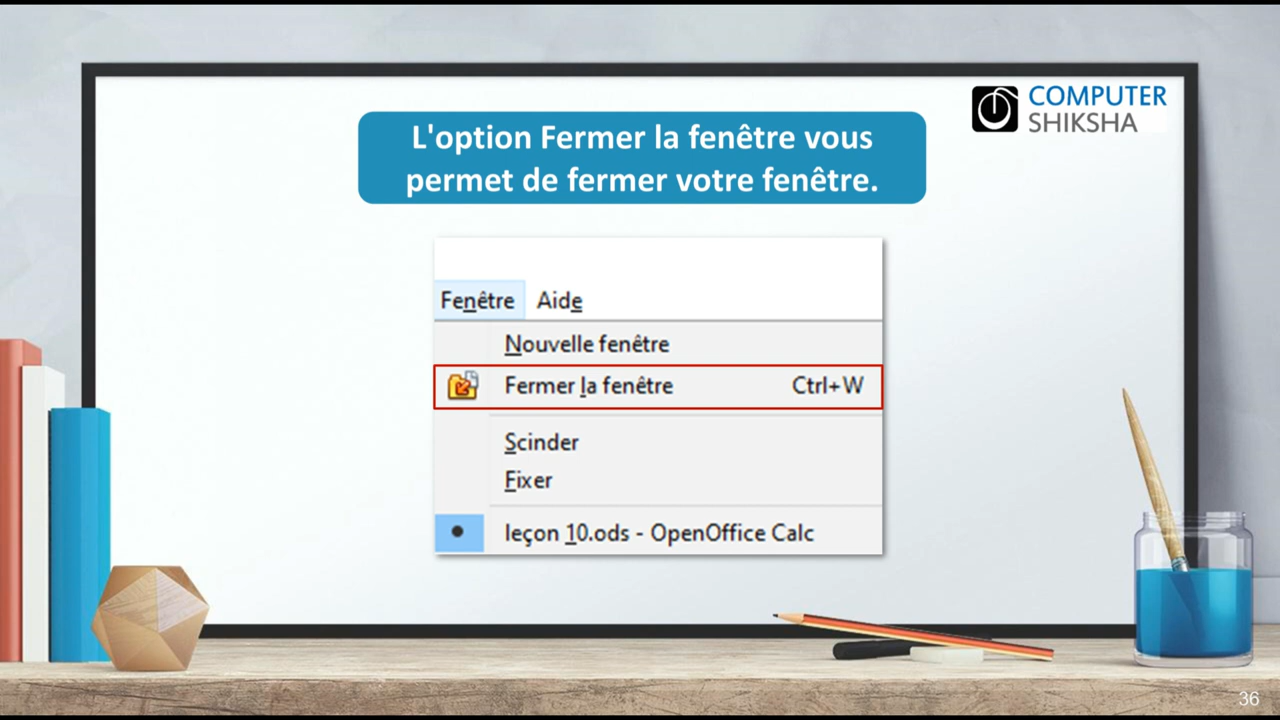 COMPUTER
SHIKSHA
L'option Fermer la fenêtre vous
permet de fermer votre fenêtre.
Fenêtre Aide
Nouvelle fenêtre
Fermer la fenêtre Ctrl+W
Scinder
Fixer
leçon 10.ods - OpenOffice Calc
36